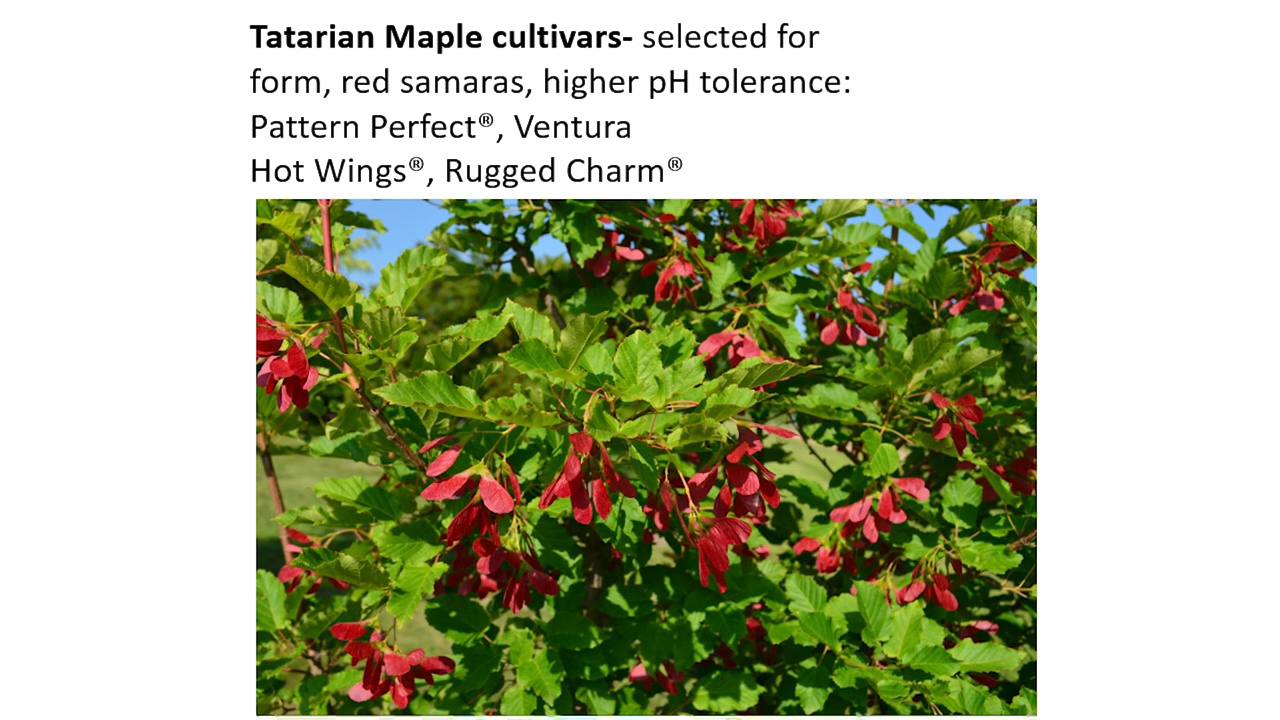 Tatarian Maple cultivars- selected for
form, red samaras, higher pH tolerance:
Pattern Perfect®, Ventura
Hot Wings®, Rugged Charm®